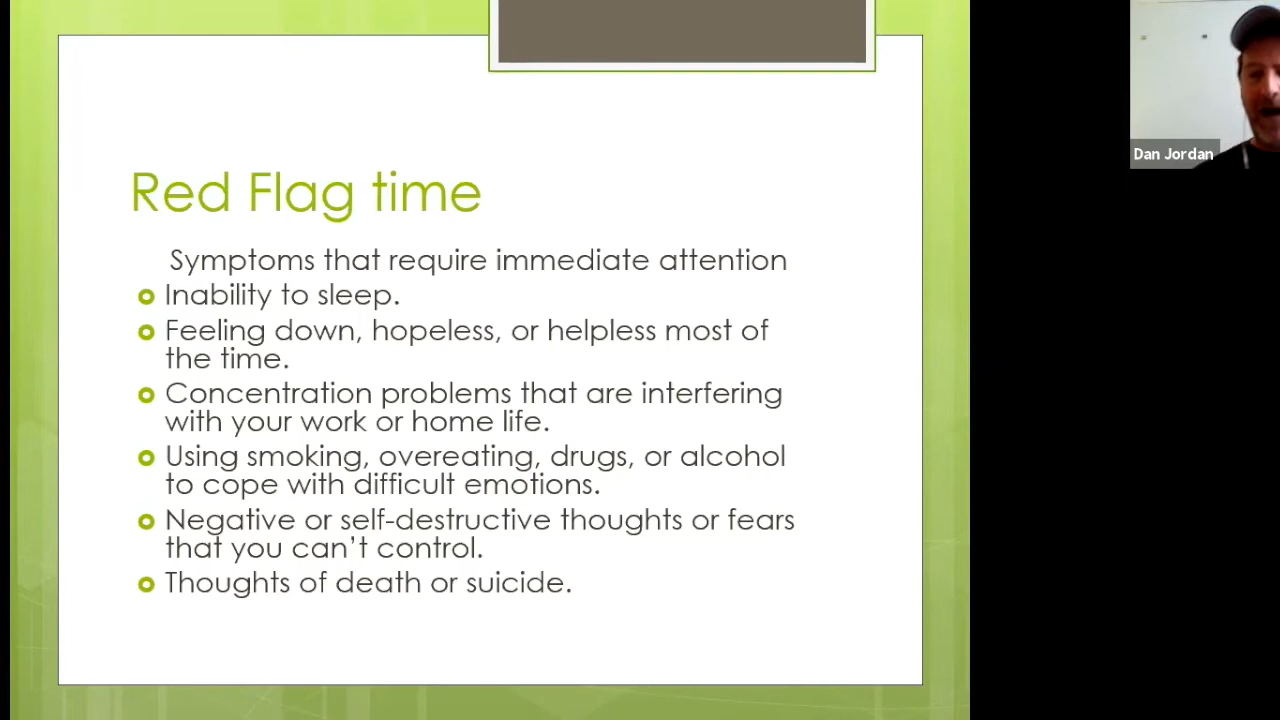 Red Flag time
Symptoms that require immediate attention
Inability to sleep.
Feeling down, hopeless, or helpless most of
the time.
Concentration problems that are interfering
with your work or home life.
Using smoking, overeating, drugs, or alcohol
to cope with difficult emotions.
Negative or self-destructive thoughts or fears
that you can’t control.
Thoughts of death or suicide.
Dan Jordan